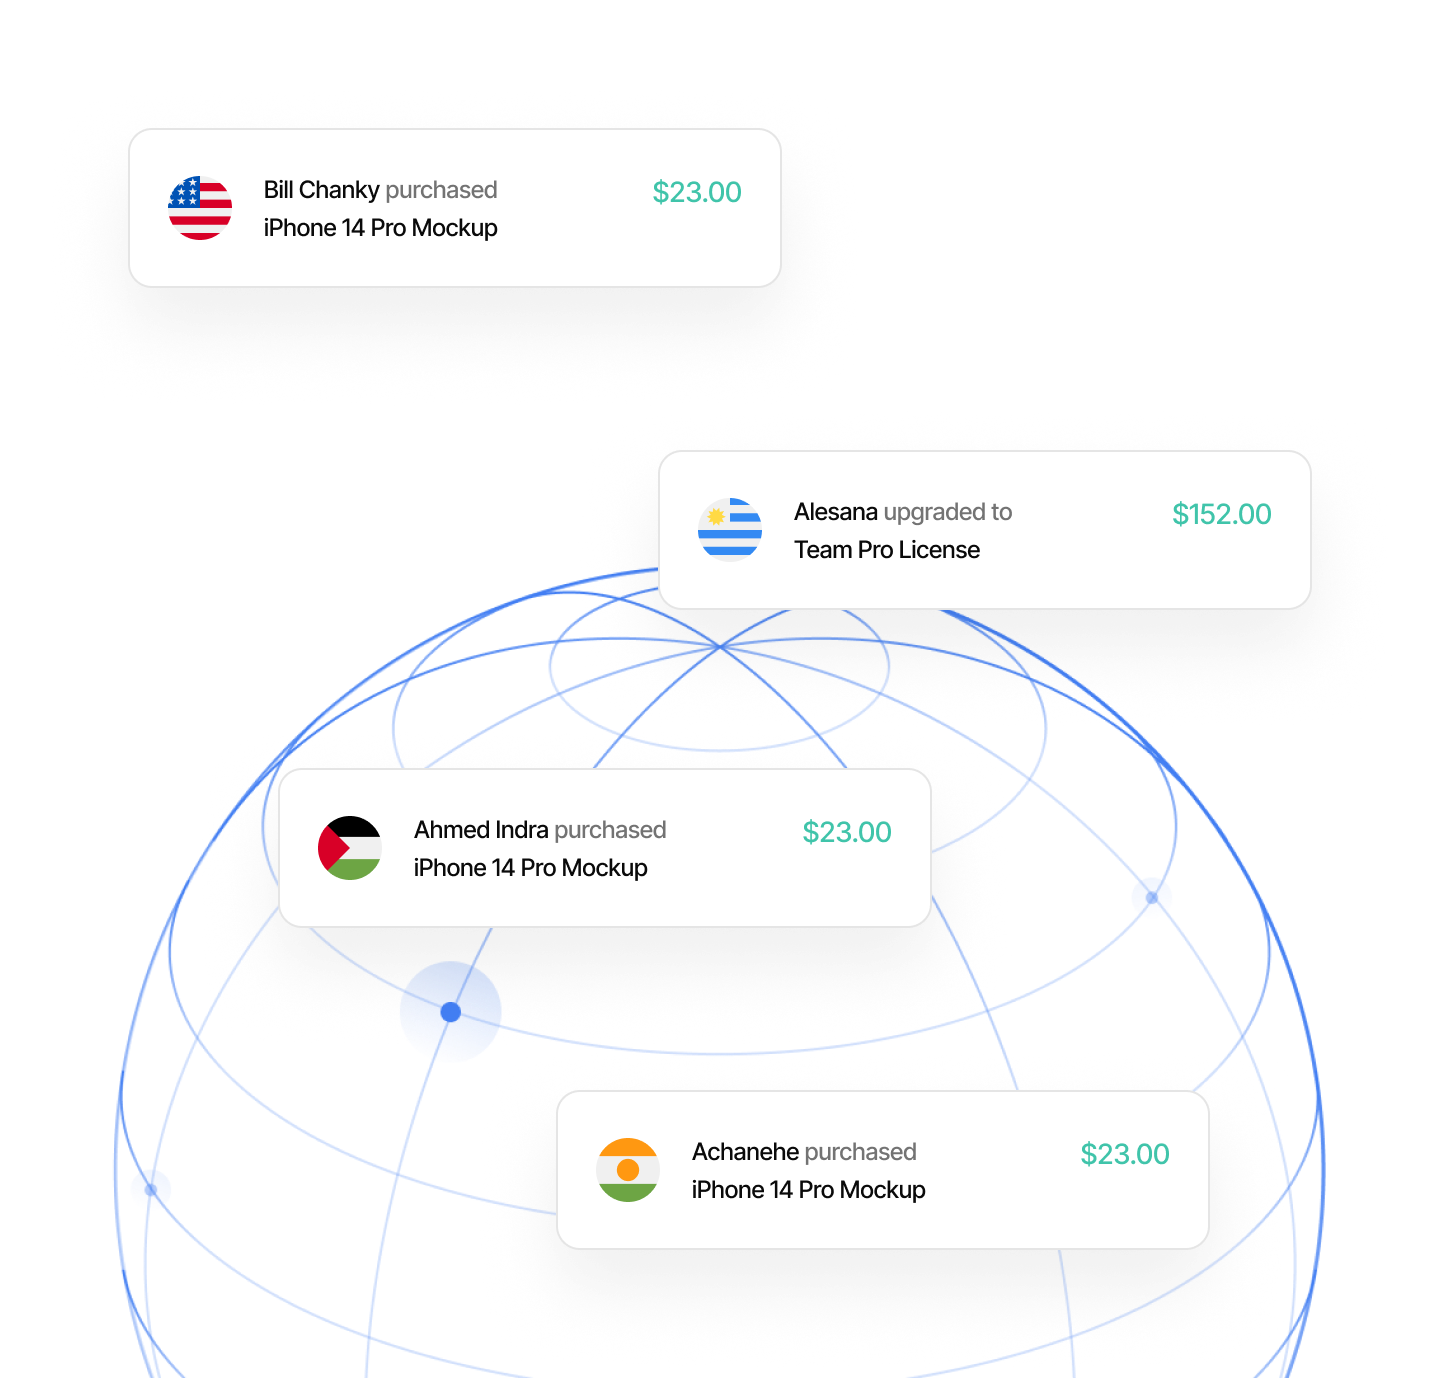 Bill Chanky purchased $23.00
iPhone 14 Pro Mockup
Alesana upgraded to $152.00
Team Pro License
Ahmed Indra purchased $23.00
iPhone 14 Pro Mockup
Achanehe purchased $23.00
iPhone 14 Pro Mockup